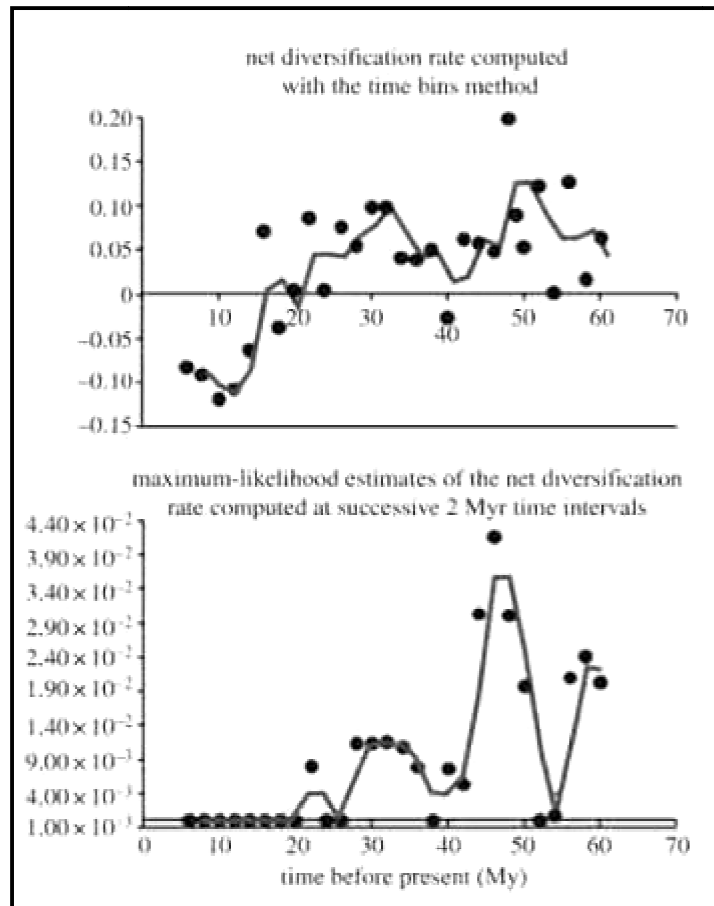 net diversification rate computed
with the time bins method
0.20
0.15
0.10
0.05
0
−0.05
−0.10
−0.15
10 20 30 40 50 60 70
maximum-likelihood estimates of the net diversification
rate computed at successive 2 Myr time intervals
4.40 × 10⁻²
3.90 × 10⁻²
3.40 × 10⁻²
2.90 × 10⁻²
2.40 × 10⁻²
1.90 × 10⁻²
1.40 × 10⁻²
9.00 × 10⁻³
4.00 × 10⁻³
1.00 × 10⁻³
0 10 20 30 40 50 60 70
time before present (My)